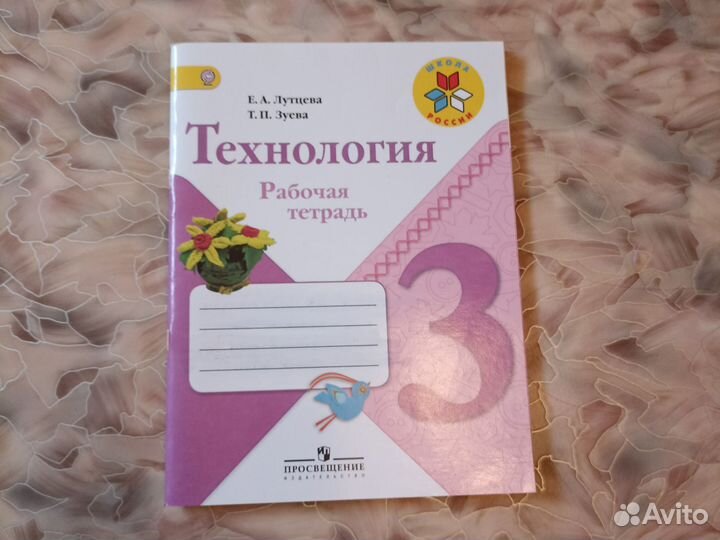 Е. А. Лутцева
Т. П. Зуева
ШКОЛА
РОССИИ
Технология
Рабочая
тетрадь
3
ПРОСВЕЩЕНИЕ
ИЗДАТЕЛЬСТВО
Avito